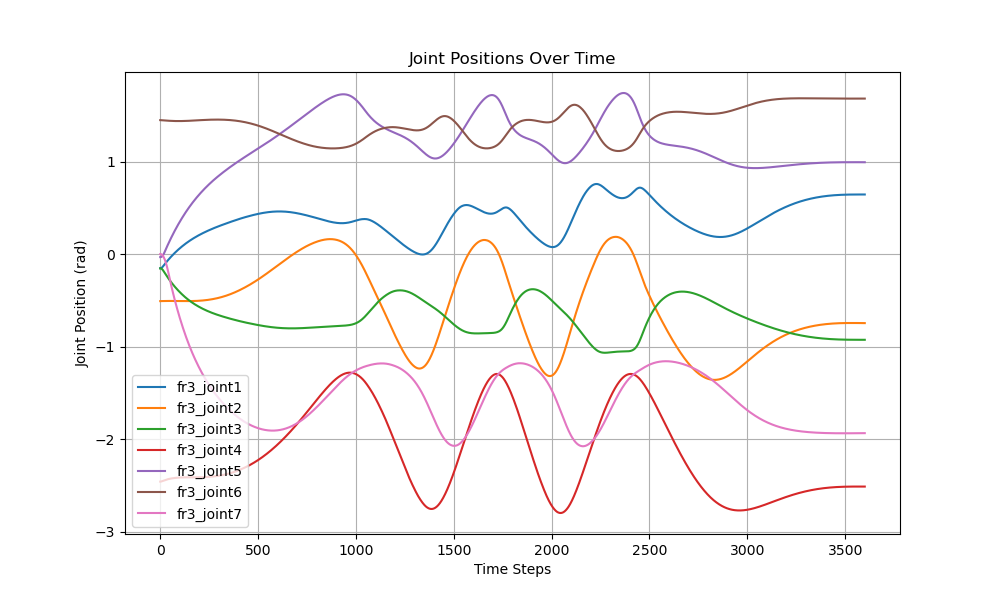 Joint Positions Over Time
Joint Position (rad)
1
0
−1
−2
−3
fr3_joint1
fr3_joint2
fr3_joint3
fr3_joint4
fr3_joint5
fr3_joint6
fr3_joint7
0 500 1000 1500 2000 2500 3000 3500
Time Steps